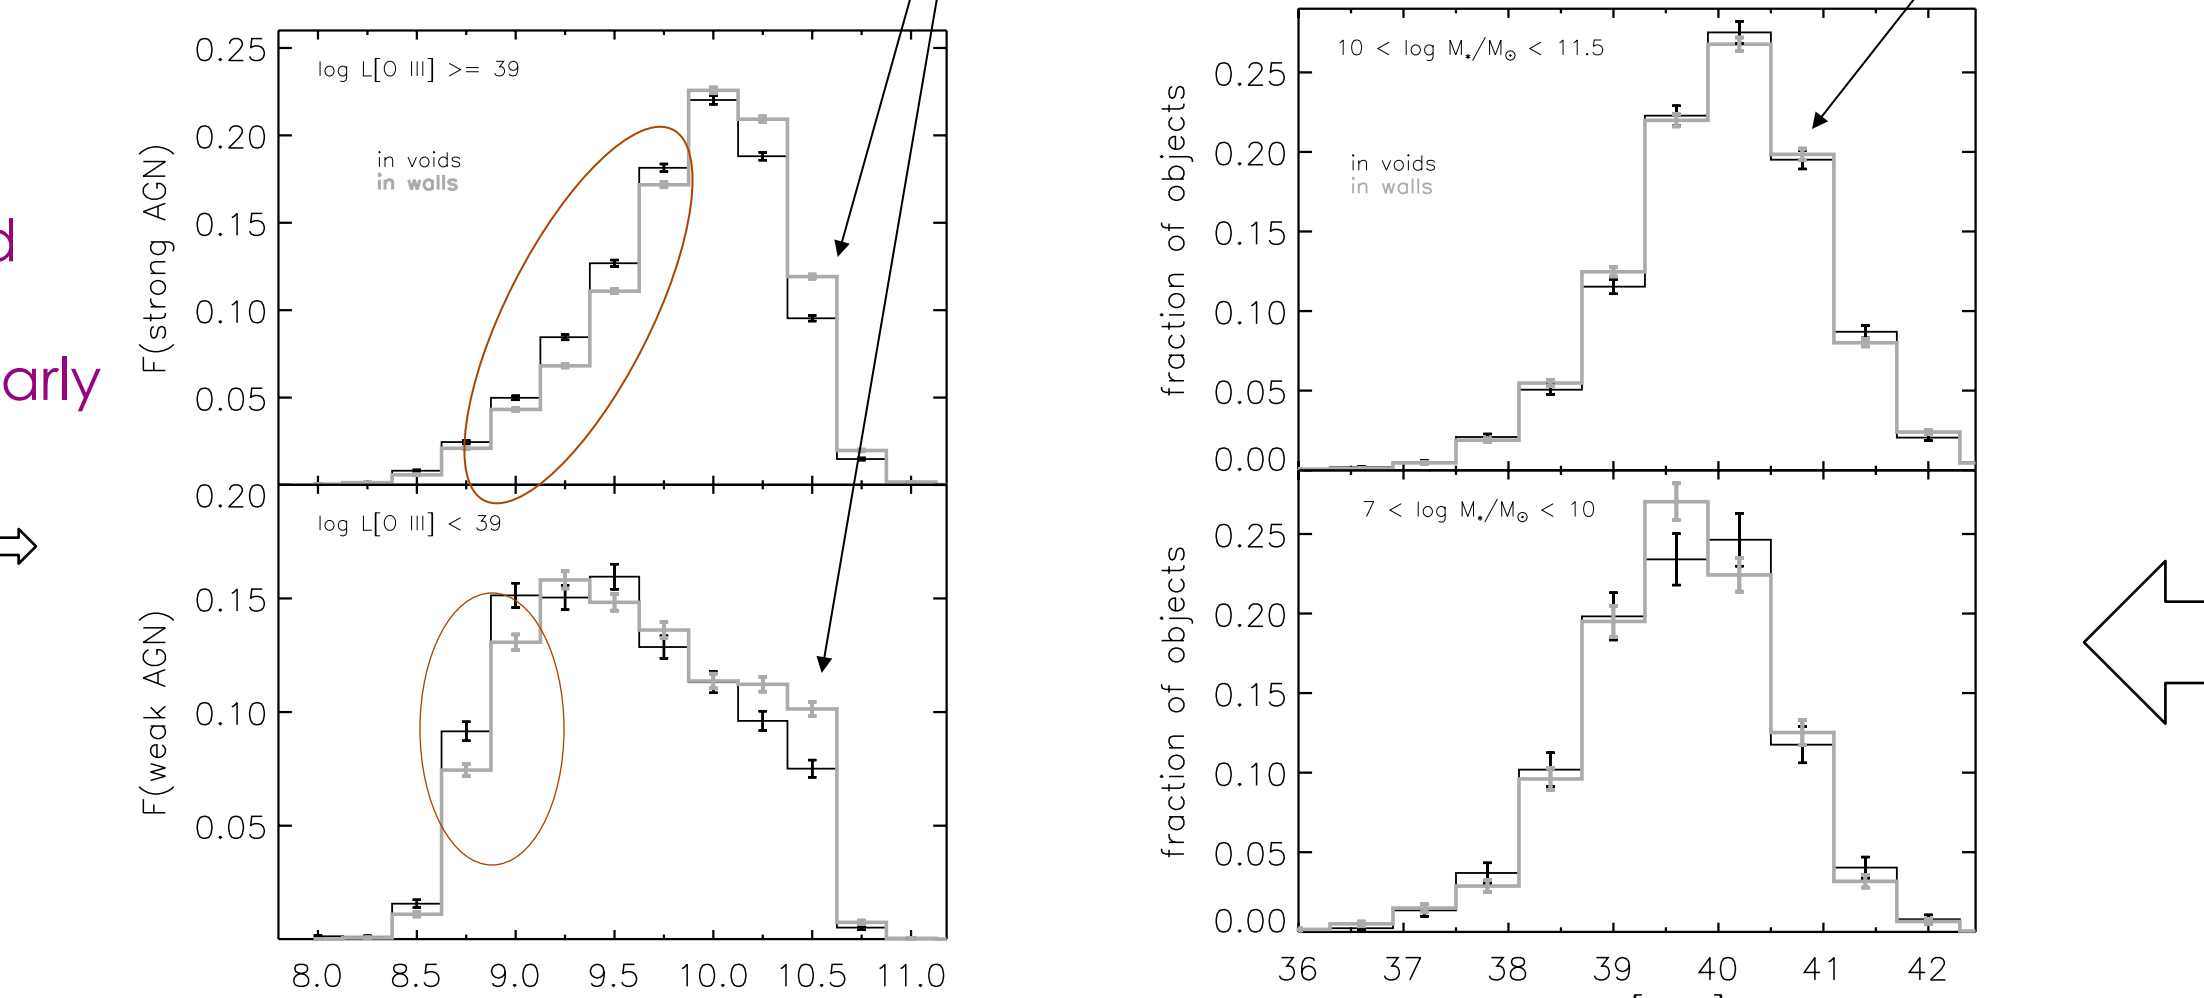 d
arly
0.25
0.20
0.15
0.10
0.05
F(strong AGN)
log L[O III] >= 39
in voids
in walls
0.20
0.15
0.10
0.05
F(weak AGN)
log L[O III] < 39
8.0 8.5 9.0 9.5 10.0 10.5 11.0
0.25
0.20
0.15
0.10
0.05
0.00
fraction of objects
10 < log M*/M⊙ < 11.5
in voids
in walls
0.25
0.20
0.15
0.10
0.05
0.00
fraction of objects
7 < log M*/M⊙ < 10
36 37 38 39 40 41 42